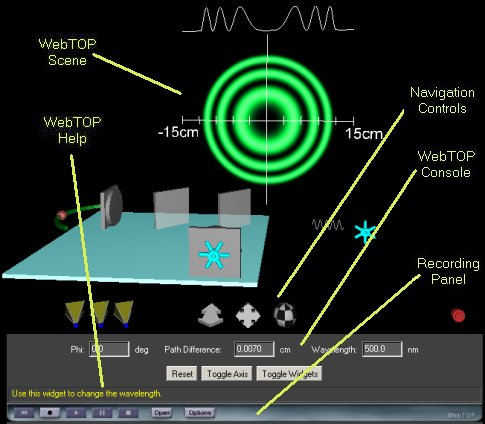 WebTOP
Scene
Navigation
Controls
-15cm
15cm
WebTOP
Help
WebTOP
Console
Recording
Panel
Phi: 0.0 deg Path Difference: 0.0070 cm Wavelength: 500.0 nm
Reset Toggle Axis Toggle Widgets
Use this widget to change the wavelength.
Open Options WebTOP